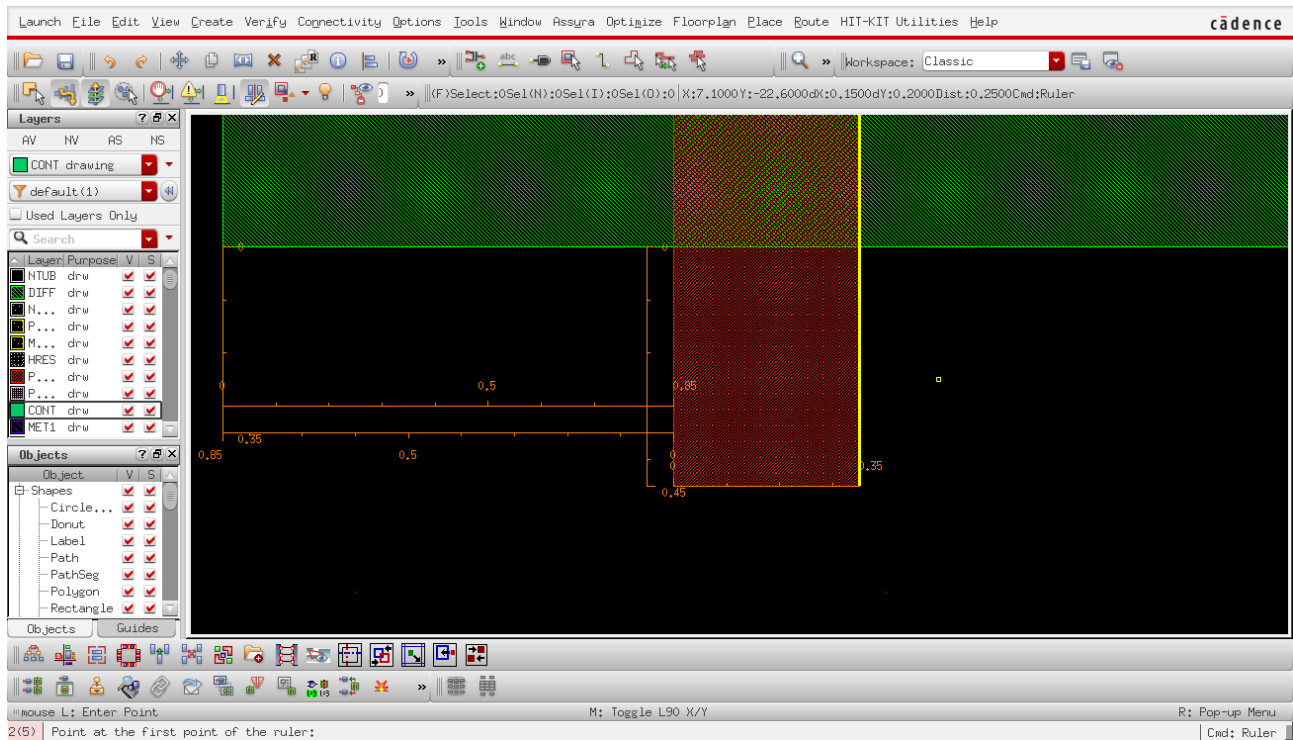 Launch File Edit View Create Verify Connectivity Options Tools Window Assura Optimize Floorplan Place Route HIT-KIT Utilities Help cādence
abc R Workspace: Classic
» (F)Select:0Sel(N):0Sel(I):0Sel(O):0 X:7.1000Y:-22.6000dX:0.1500dY:0.2000Dist:0.2500Cmd:Ruler
Layers
AV NV AS NS
CONT drawing
default(1)
Used Layers Only
Search
Layer Purpose V S
NTUB drw
DIFF drw
N... drw
P... drw
M... drw
HRES drw
P... drw
P... drw
CONT drw
MET1 drw
Objects
Object V S
Shapes
Circle...
Donut
Label
Path
PathSeg
Polygon
Rectangle
Objects Guides
0 0
0 0.5 0.85
0.35
0.85 0.5 0
0 0.35
0.45
mouse L: Enter Point M: Toggle L90 X/Y R: Pop-up Menu
2(5) Point at the first point of the ruler: Cmd: Ruler